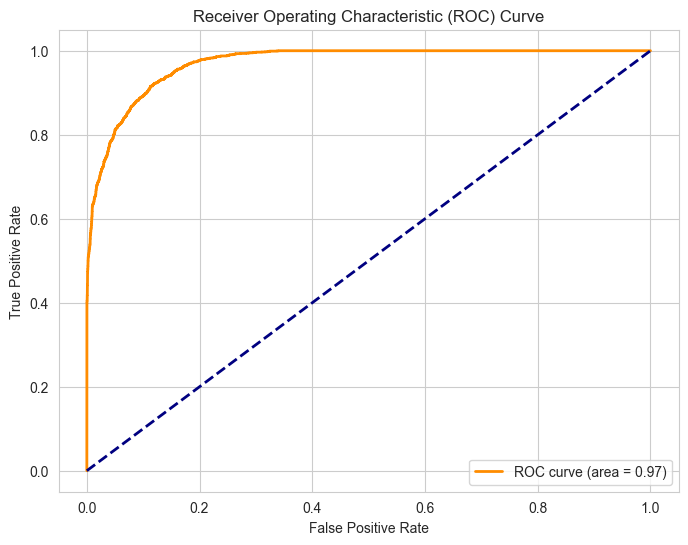 Receiver Operating Characteristic (ROC) Curve
1.0
0.8
0.6
0.4
0.2
0.0
True Positive Rate
ROC curve (area = 0.97)
0.0 0.2 0.4 0.6 0.8 1.0
False Positive Rate